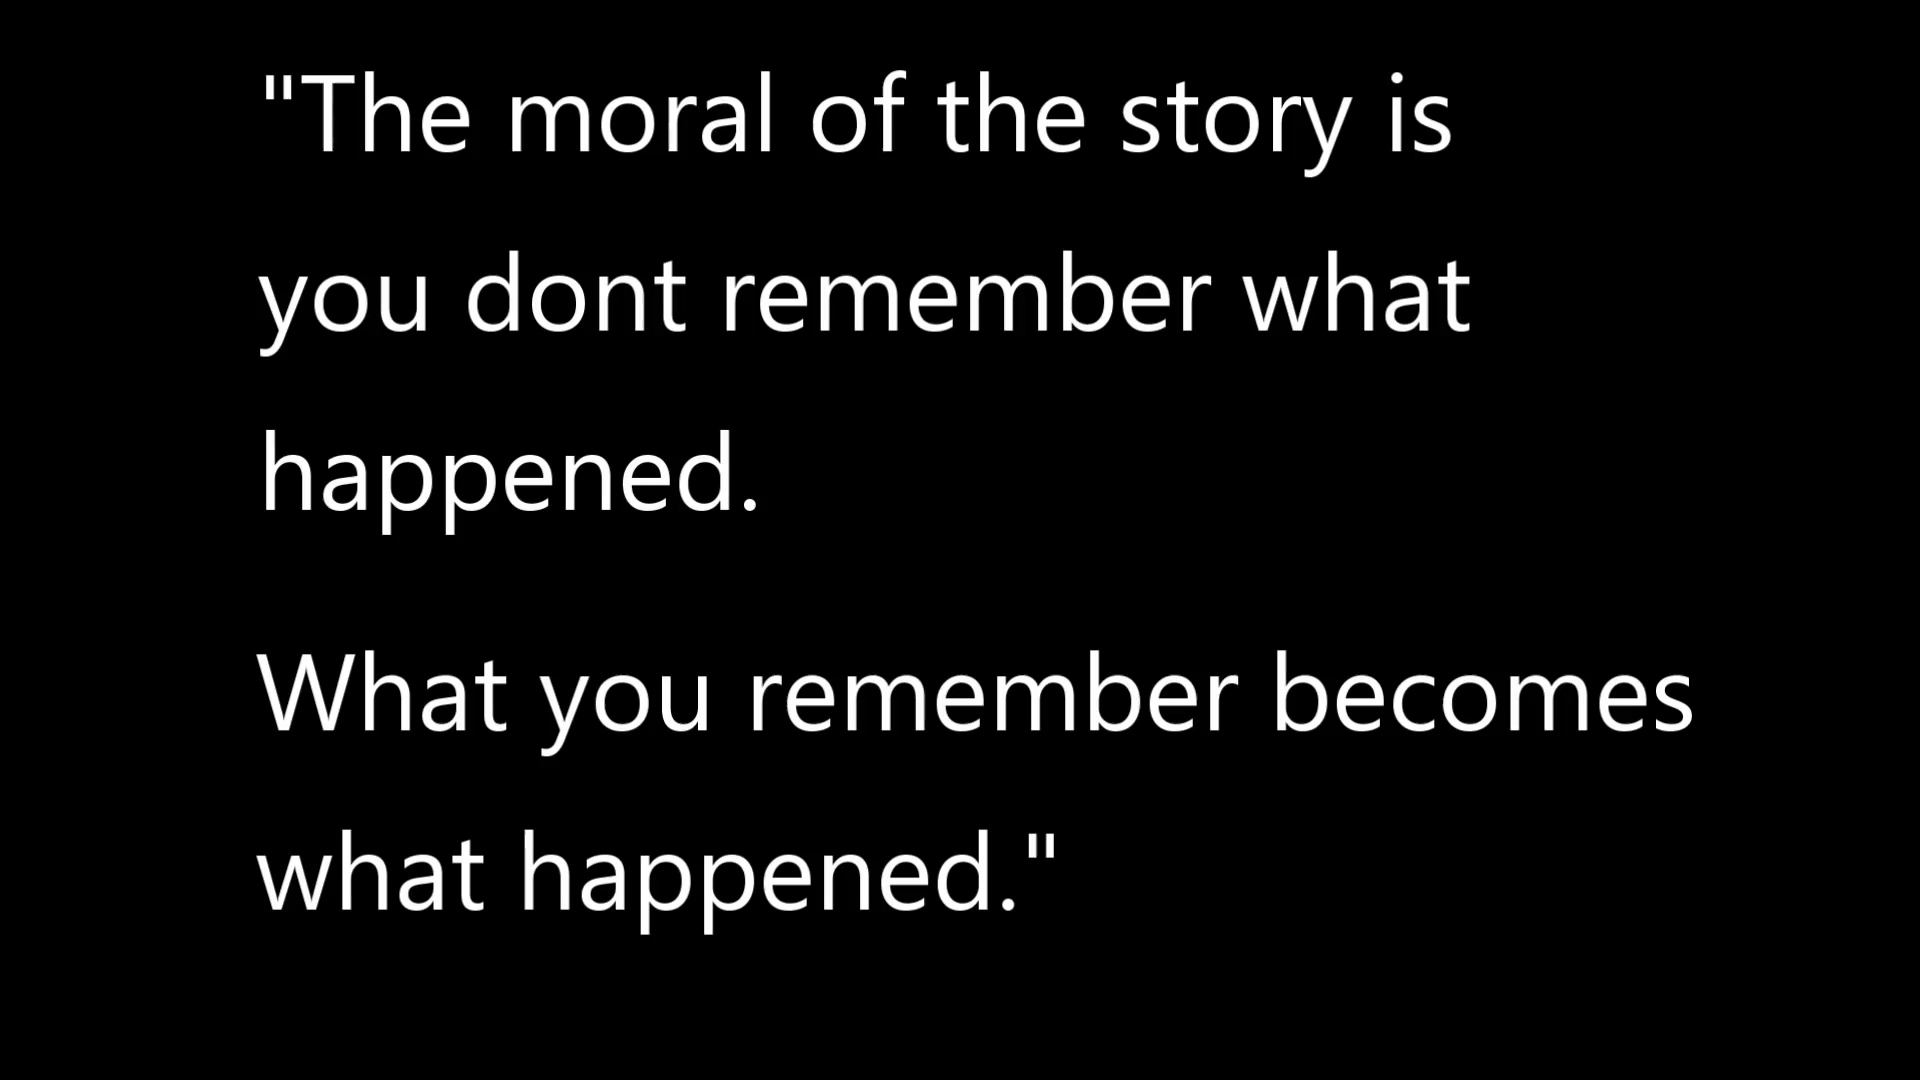 "The moral of the story is
you dont remember what
happened.
What you remember becomes
what happened."